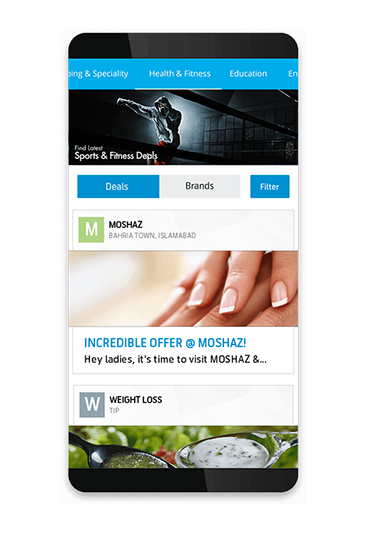 ping & Speciality Health & Fitness Education En
Find Latest
Sports & Fitness Deals
Deals Brands Filter
M MOSHAZ
BAHRIA TOWN, ISLAMABAD
INCREDIBLE OFFER @ MOSHAZ!
Hey ladies, it's time to visit MOSHAZ &...
W WEIGHT LOSS
TIP